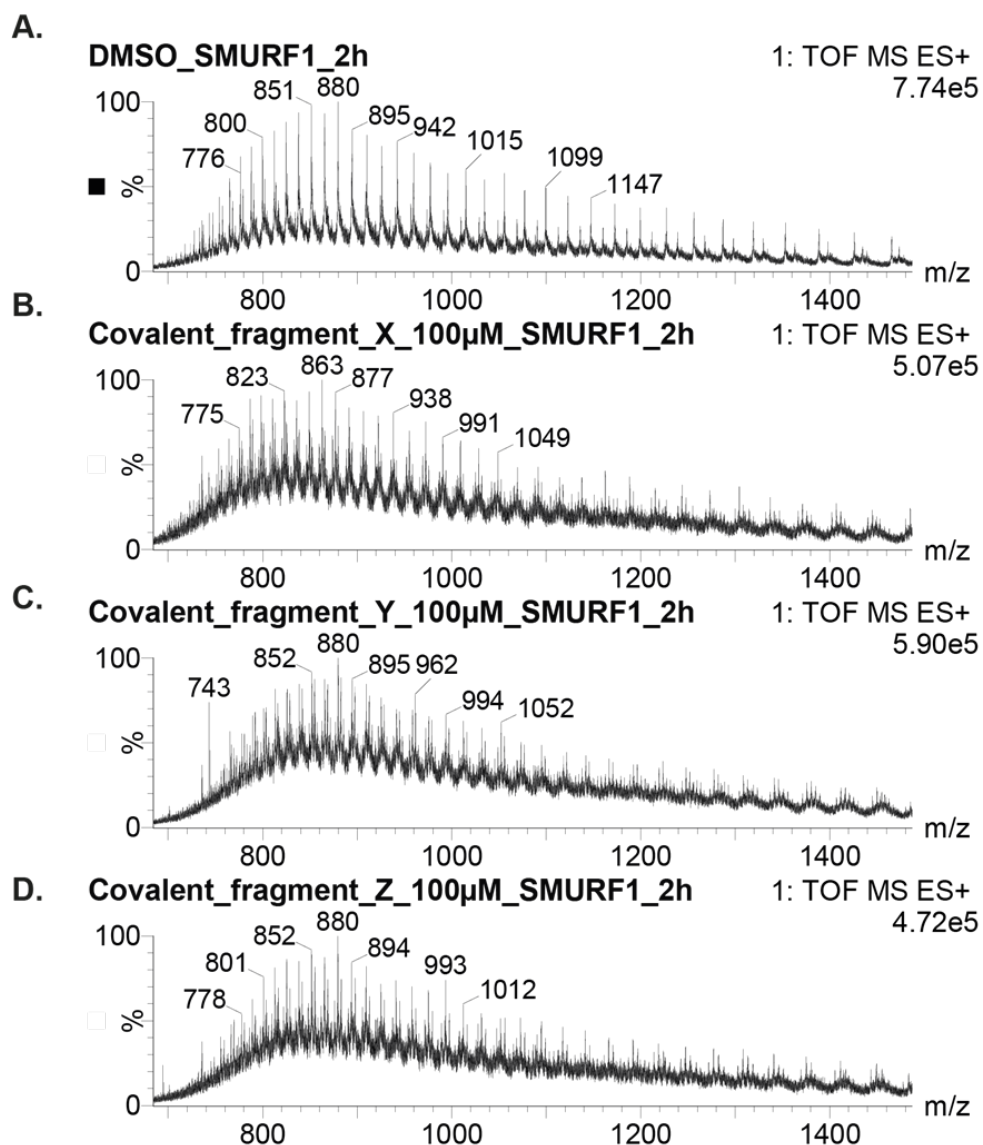 A.
DMSO_SMURF1_2h
1: TOF MS ES+
7.74e5
100
%
0
776
800
851
880
895
942
1015
1099
1147
800 1000 1200 1400
m/z
B.
Covalent_fragment_X_100µM_SMURF1_2h
1: TOF MS ES+
5.07e5
100
%
0
775
823
863
877
938
991
1049
800 1000 1200 1400
m/z
C.
Covalent_fragment_Y_100µM_SMURF1_2h
1: TOF MS ES+
5.90e5
100
%
0
743
852
880
895
962
994
1052
800 1000 1200 1400
m/z
D.
Covalent_fragment_Z_100µM_SMURF1_2h
1: TOF MS ES+
4.72e5
100
%
0
778
801
852
880
894
993
1012
800 1000 1200 1400
m/z